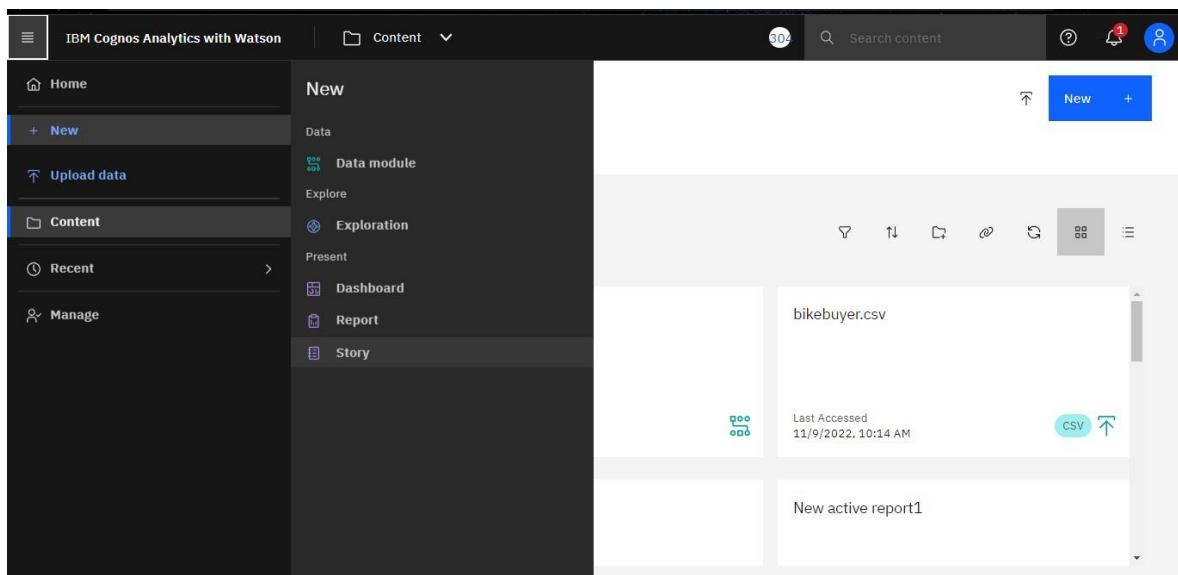 IBM Cognos Analytics with Watson
Content
304
Search content
1
Home
New
Upload data
Content
Recent
Manage
New
Data
Data module
Explore
Exploration
Present
Dashboard
Report
Story
New +
bikebuyer.csv
Last Accessed
11/9/2022, 10:14 AM
CSV
New active report1